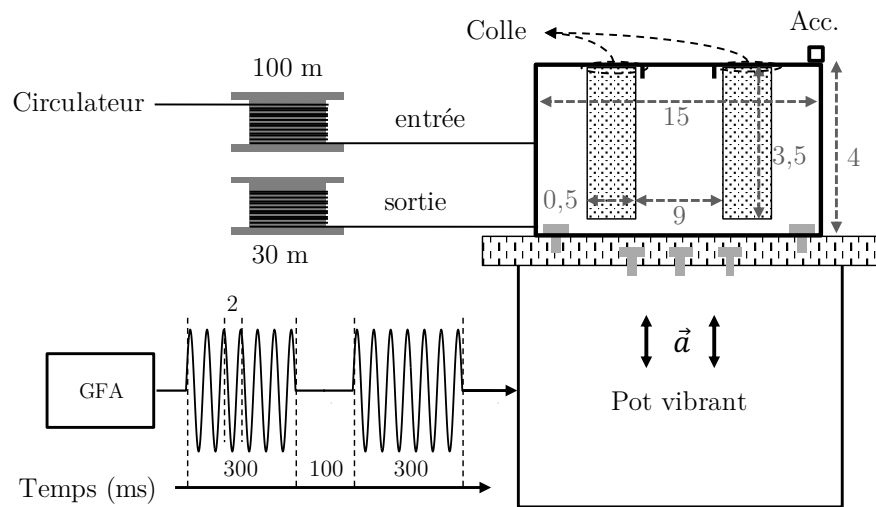 Acc.
Colle
100 m
Circulateur
entrée
15
3,5
4
sortie
0,5
9
30 m
2
GFA
a
Pot vibrant
300
100
300
Temps (ms)